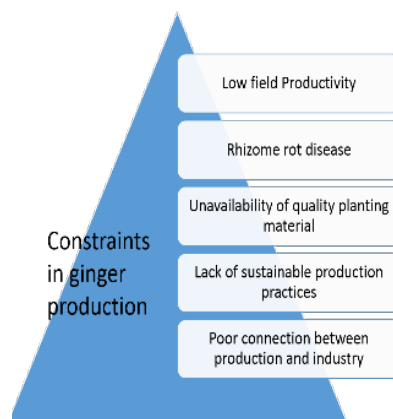 Low field Productivity
Rhizome rot disease
Unavailability of quality planting
material
Lack of sustainable production
practices
Poor connection between
production and industry
Constraints
in ginger
production